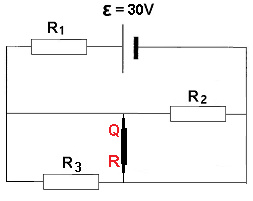 ε = 30V
R1
R2
Q
R
R3